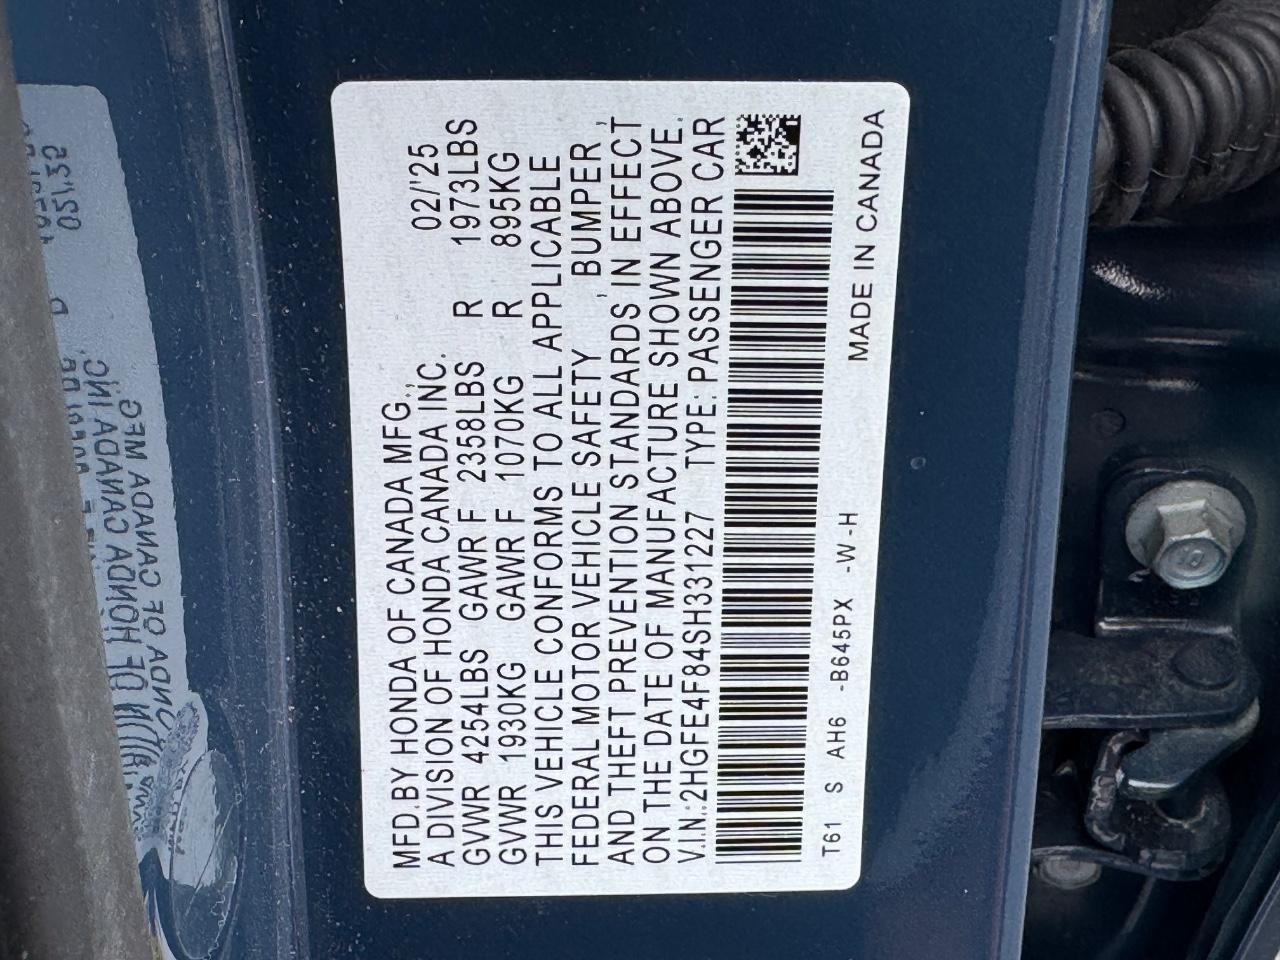 MFD.BY HONDA OF CANADA MFG.,
A DIVISION OF HONDA CANADA INC. 02/'25
GVWR 4254LBS GAWR F 2358LBS R 1973LBS
GVWR 1930KG GAWR F 1070KG R 895KG
THIS VEHICLE CONFORMS TO ALL APPLICABLE
FEDERAL MOTOR VEHICLE SAFETY, BUMPER,
AND THEFT PREVENTION STANDARDS IN EFFECT
ON THE DATE OF MANUFACTURE SHOWN ABOVE.
V.I.N.:2HGFE4F84SH331227 TYPE: PASSENGER CAR
T61 S AH6 -B645PX -W-H MADE IN CANADA